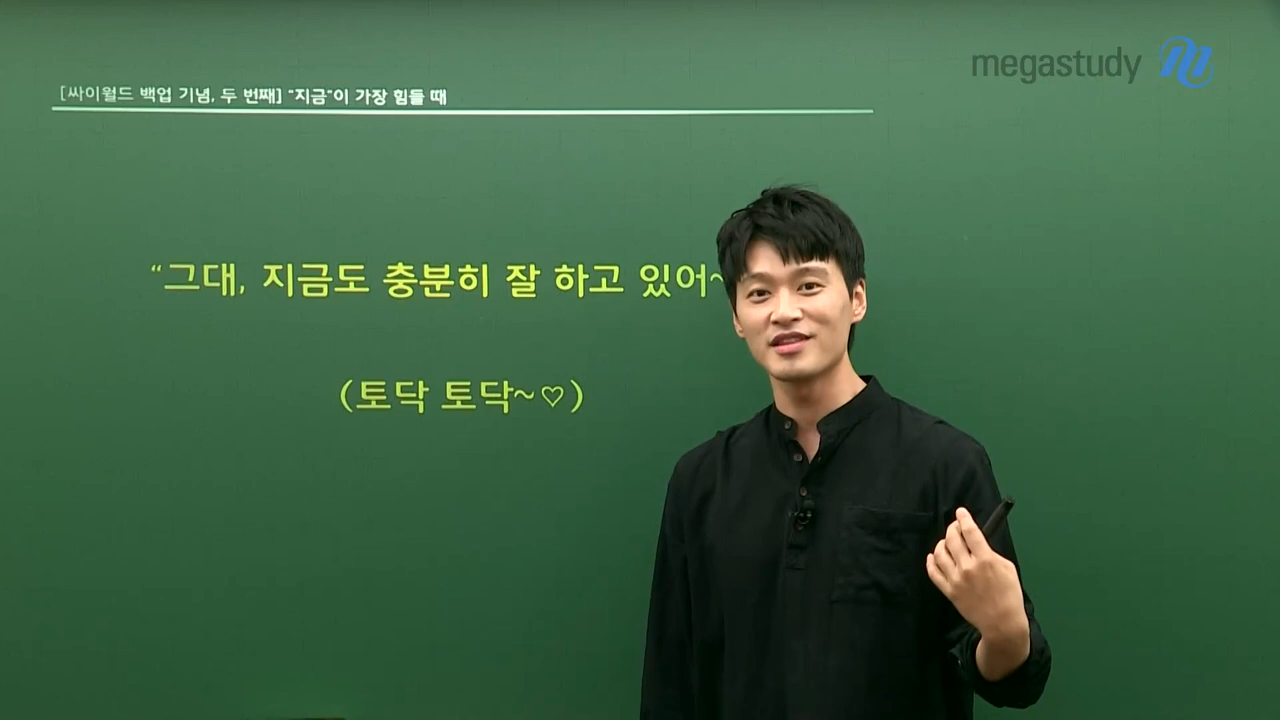 megastudy
[싸이월드 백업 기념, 두 번째] "지금"이 가장 힘들 때
“그대, 지금도 충분히 잘 하고 있어~
(토닥 토닥~♡)